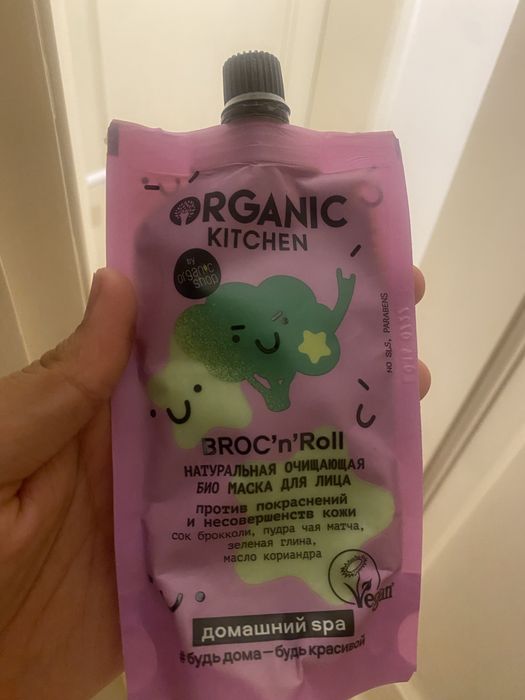 ORGANIC
KITCHEN
by
organic
shop
NO SLS, PARABENS
BROC'n'Roll
НАТУРАЛЬНАЯ ОЧИЩАЮЩАЯ
БИО МАСКА ДЛЯ ЛИЦА
против покраснений
и несовершенств кожи
сок брокколи, пудра чая матча,
зеленая глина,
масло кориандра
Vegan
домашний spa
#будь дома—будь красивой